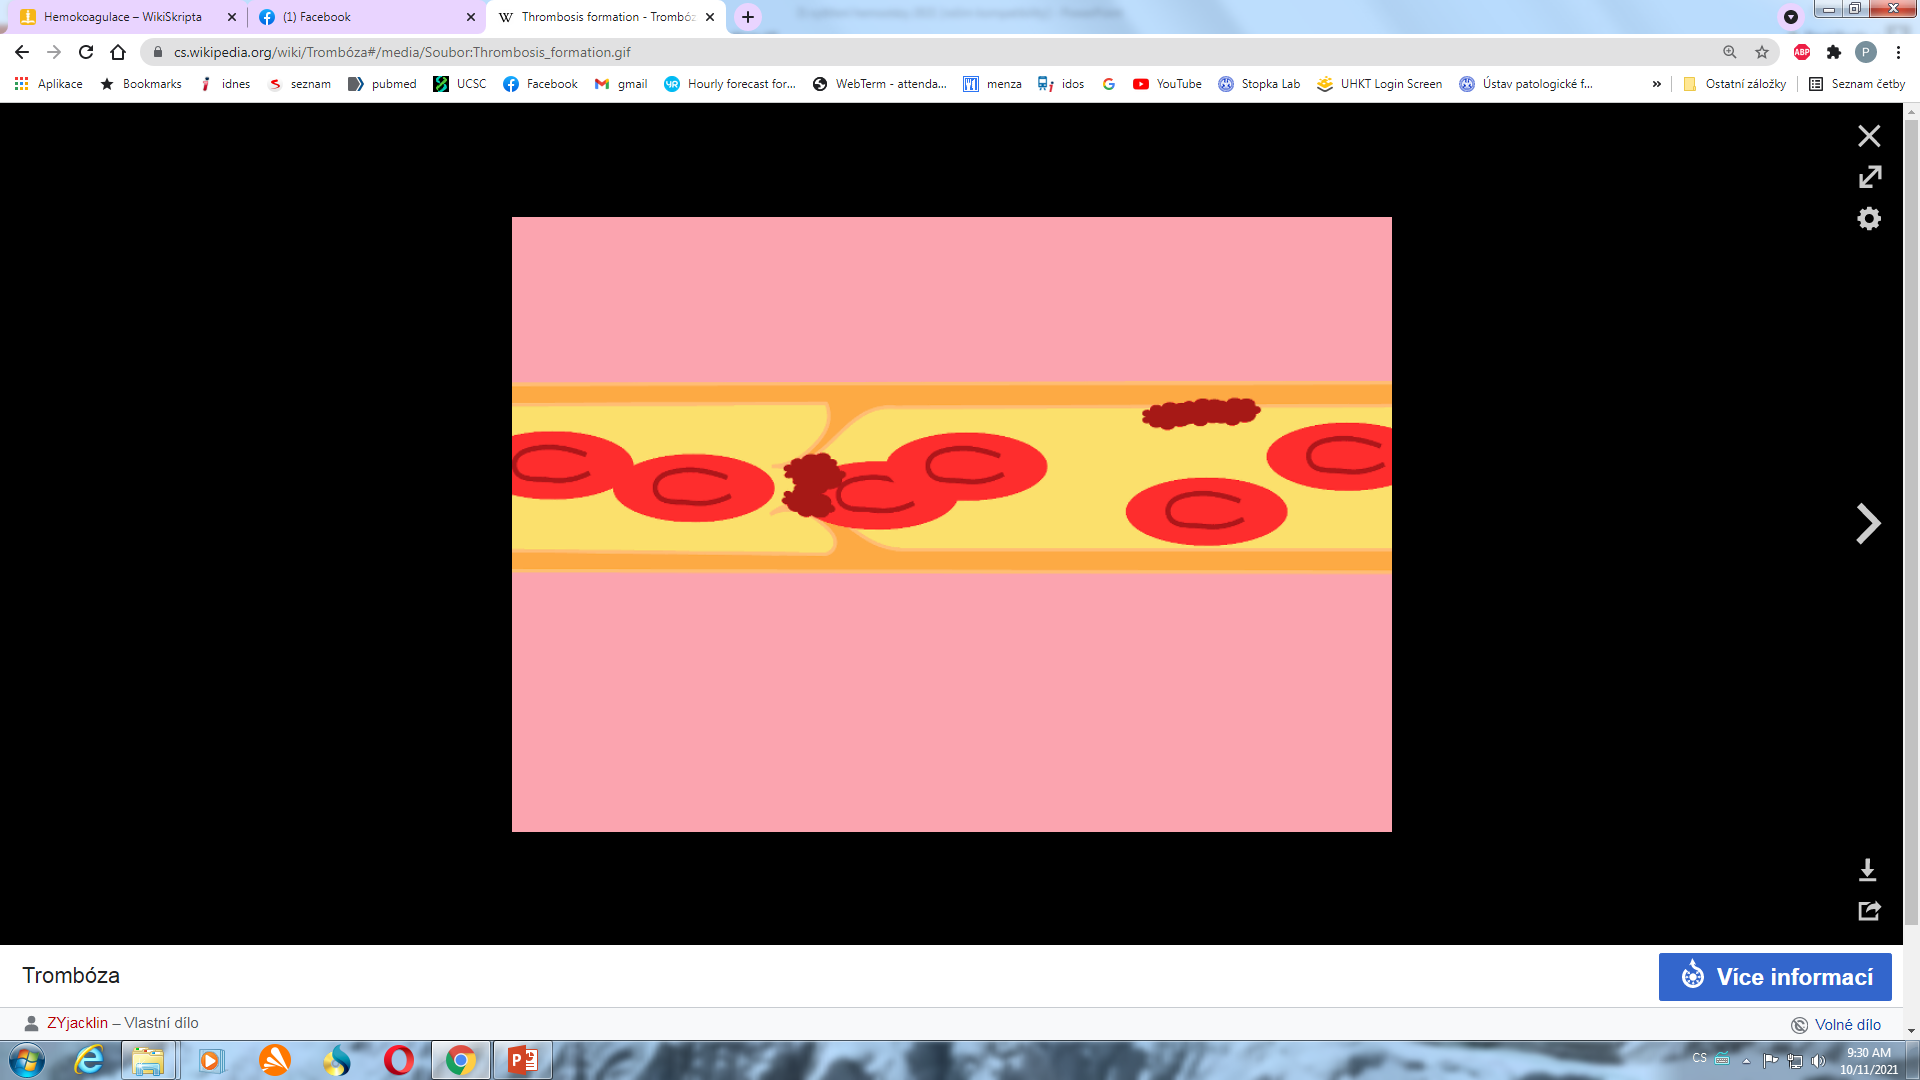 Hemokoagulace – WikiSkripta
(1) Facebook
Thrombosis formation - Trombóz
cs.wikipedia.org/wiki/Trombóza#/media/Soubor:Thrombosis_formation.gif
ABP
P
Aplikace
Bookmarks
idnes
seznam
pubmed
UCSC
Facebook
gmail
Hourly forecast for...
WebTerm - attenda...
menza
idos
YouTube
Stopka Lab
UHKT Login Screen
Ústav patologické f...
»
Ostatní záložky
Seznam četby
Trombóza
Více informací
ZYjacklin – Vlastní dílo
Volné dílo
CS
9:30 AM
10/11/2021